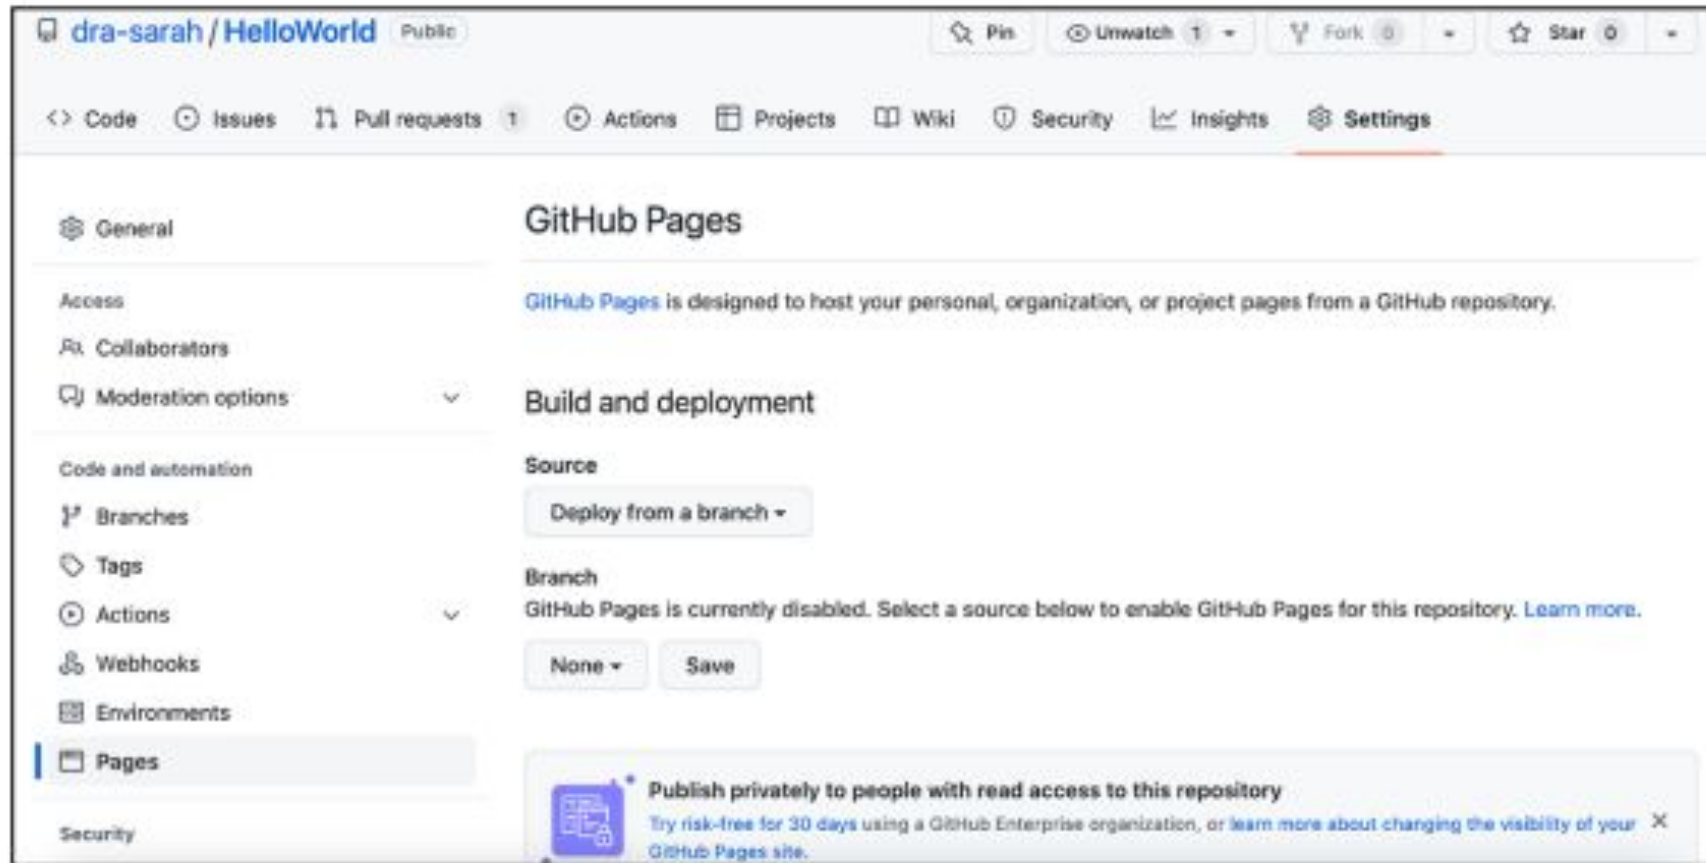 dra-sarah / HelloWorld Public
Pin Unwatch 1 Fork 0 Star 0
Code Issues Pull requests 1 Actions Projects Wiki Security Insights Settings
General
Access
Collaborators
Moderation options
Code and automation
Branches
Tags
Actions
Webhooks
Environments
Pages
Security
GitHub Pages
GitHub Pages is designed to host your personal, organization, or project pages from a GitHub repository.
Build and deployment
Source
Deploy from a branch
Branch
GitHub Pages is currently disabled. Select a source below to enable GitHub Pages for this repository. Learn more.
None Save
Publish privately to people with read access to this repository
Try risk-free for 30 days using a GitHub Enterprise organization, or learn more about changing the visibility of your
GitHub Pages site.